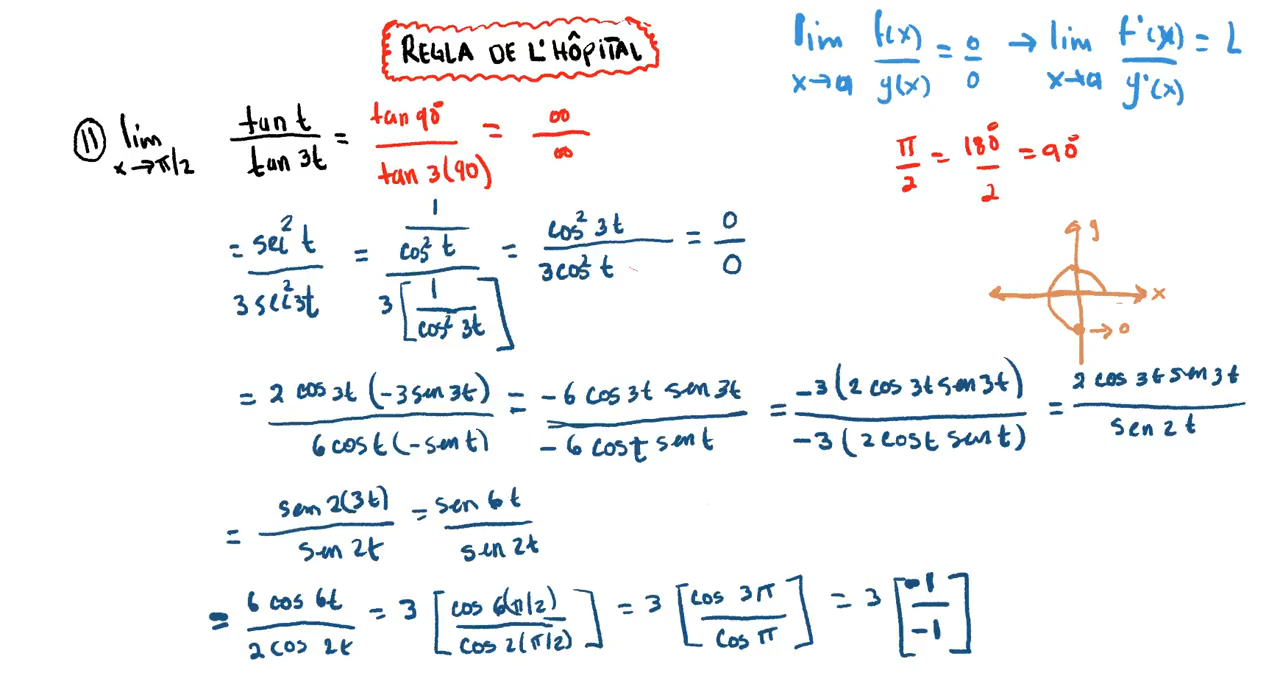 REGLA DE L'HÔPITAL
lim x→a f(x)/g(x) = 0/0 → lim x→a f'(x)/g'(x) = L
11 lim x→π/2 tan t / tan 3t = tan 90° / tan 3(90) = ∞/∞
π/2 = 180°/2 = 90°
= sec² t / 3 sec² 3t = 1/cos² t / 3 [1/cos² 3t] = cos² 3t / 3cos² t = 0/0
y
x
→ 0
= 2 cos 3t (-3 sen 3t) / 6 cos t (-sen t) = -6 cos 3t sen 3t / -6 cos t sen t = -3 (2 cos 3t sen 3t) / -3 (2 cos t sen t) = 2 cos 3t sen 3t / sen 2t
= sen 2(3t) / sen 2t = sen 6t / sen 2t
= 6 cos 6t / 2 cos 2t = 3 [cos 6(π/2) / cos 2(π/2)] = 3 [cos 3π / cos π] = 3 [-1 / -1]